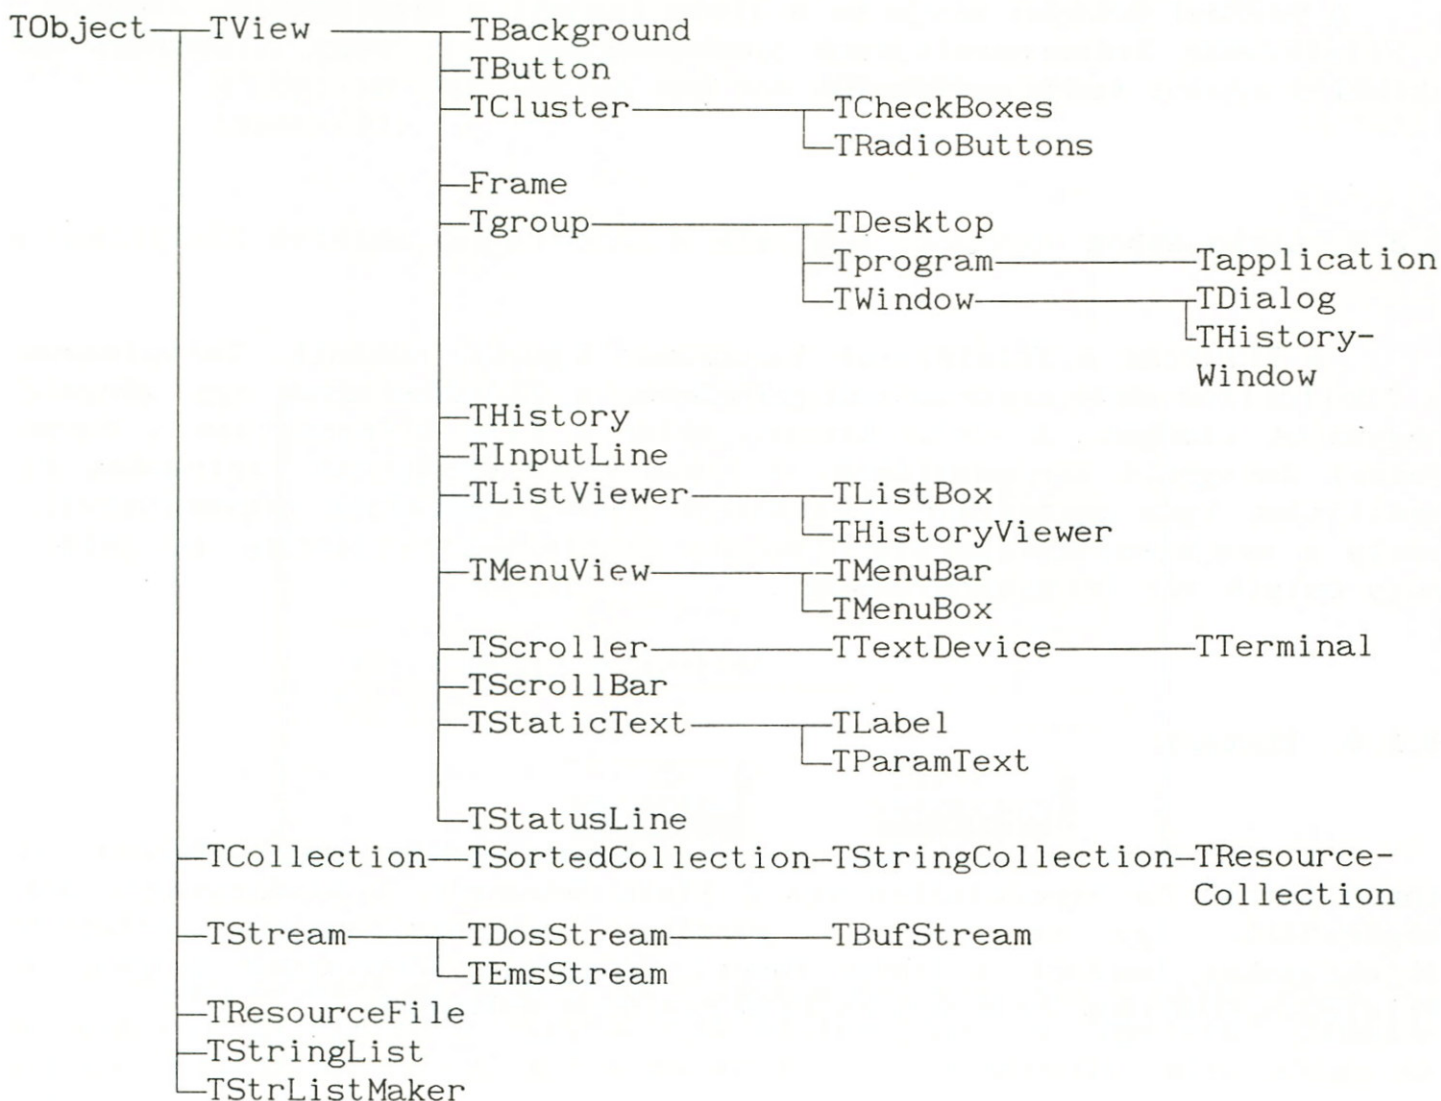 TObject TView TBackground
TButton
TCluster TCheckBoxes
TRadioButtons
Frame
Tgroup TDesktop
Tprogram Tapplication
TWindow TDialog
THistory-
Window
THistory
TInputLine
TListViewer TListBox
THistoryViewer
TMenuView TMenuBar
TMenuBox
TScroller TTextDevice TTerminal
TScrollBar
TStaticText TLabel
TParamText
TStatusLine
TCollection TSortedCollection TStringCollection TResource-
Collection
TStream TDosStream TBufStream
TEmsStream
TResourceFile
TStringList
TStrListMaker